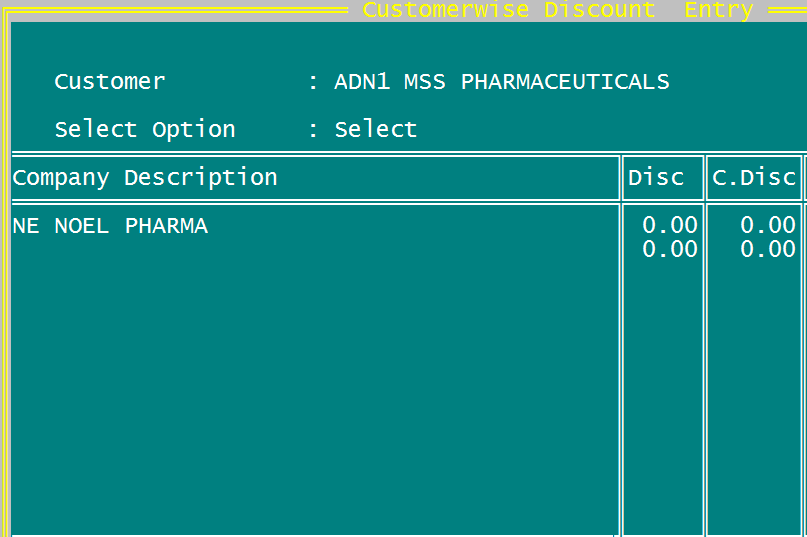 Customerwise Discount Entry
Customer : ADN1 MSS PHARMACEUTICALS
Select Option : Select
Company Description Disc C.Disc
NE NOEL PHARMA 0.00 0.00
0.00 0.00